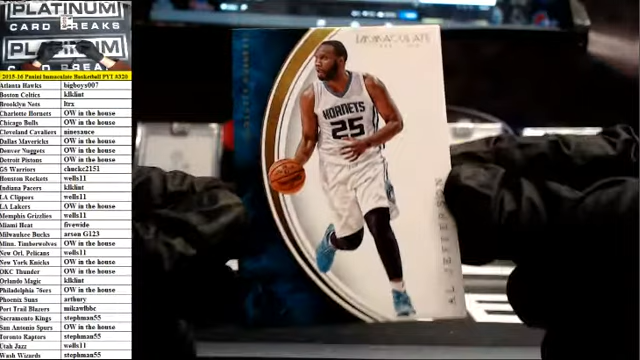 PLATINUM
CARD BREAKS
PLATINUM
CARD BREAKS
2015-16 Panini Immaculate Basketball PYT #320
Atlanta Hawks bigboys007
Boston Celtics klklint
Brooklyn Nets ltrx
Charlotte Hornets OW in the house
Chicago Bulls OW in the house
Cleveland Cavaliers ninesauce
Dallas Mavericks OW in the house
Denver Nuggets OW in the house
Detroit Pistons OW in the house
GS Warriors chuckc2151
Houston Rockets wells11
Indiana Pacers klklint
LA Clippers wells11
LA Lakers OW in the house
Memphis Grizzlies wells11
Miami Heat fivewide
Milwaukee Bucks arson G123
Minn. Timberwolves OW in the house
New Orl. Pelicans wells11
New York Knicks OW in the house
OKC Thunder OW in the house
Orlando Magic klklint
Philadelphia 76ers OW in the house
Phoenix Suns arthury
Port Trail Blazers mikawlbbc
Sacramento Kings stephman55
San Antonio Spurs OW in the house
Toronto Raptors stephman55
Utah Jazz wells11
Wash Wizards stephman55
IMMACULATE
HORNETS
25
AL JEFFERSON